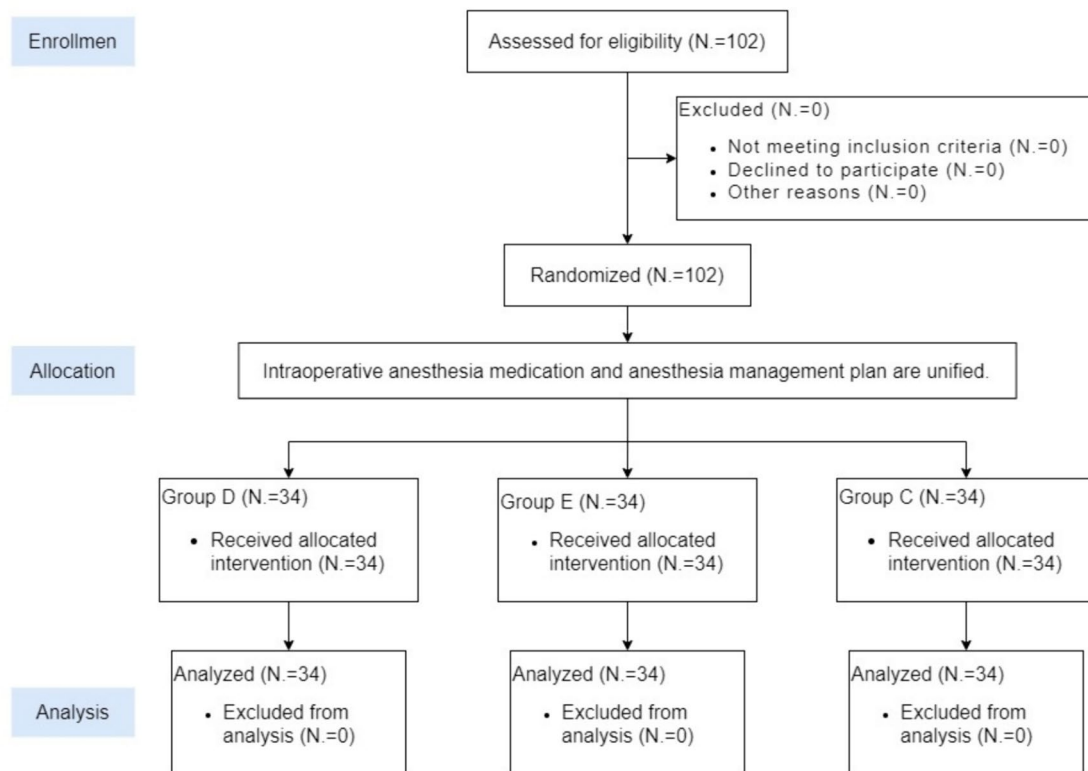 Enrollmen
Assessed for eligibility (N.=102)
Excluded (N.=0)
• Not meeting inclusion criteria (N.=0)
• Declined to participate (N.=0)
• Other reasons (N.=0)
Randomized (N.=102)
Allocation
Intraoperative anesthesia medication and anesthesia management plan are unified.
Group D (N.=34)
• Received allocated
intervention (N.=34)
Group E (N.=34)
• Received allocated
intervention (N.=34)
Group C (N.=34)
• Received allocated
intervention (N.=34)
Analysis
Analyzed (N.=34)
• Excluded from
analysis (N.=0)
Analyzed (N.=34)
• Excluded from
analysis (N.=0)
Analyzed (N.=34)
• Excluded from
analysis (N.=0)